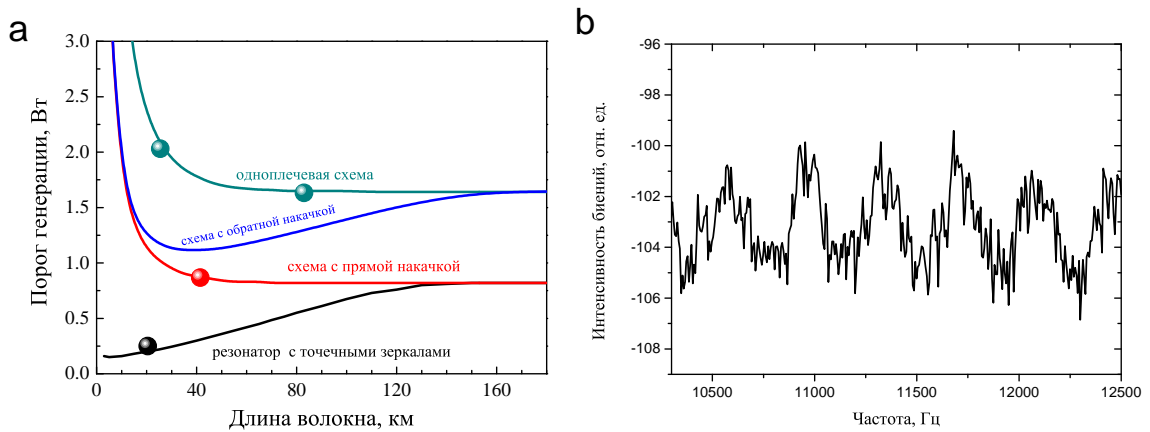 a
3.0
2.5
2.0
1.5
1.0
0.5
0.0
0
40
80
120
160
Порог генерации, Вт
Длина волокна, км
одноплечевая схема
схема с обратной накачкой
схема с прямой накачкой
резонатор с точечными зеркалами
b
-96
-98
-100
-102
-104
-106
-108
10500
11000
11500
12000
12500
Интенсивность биений, отн. ед.
Частота, Гц